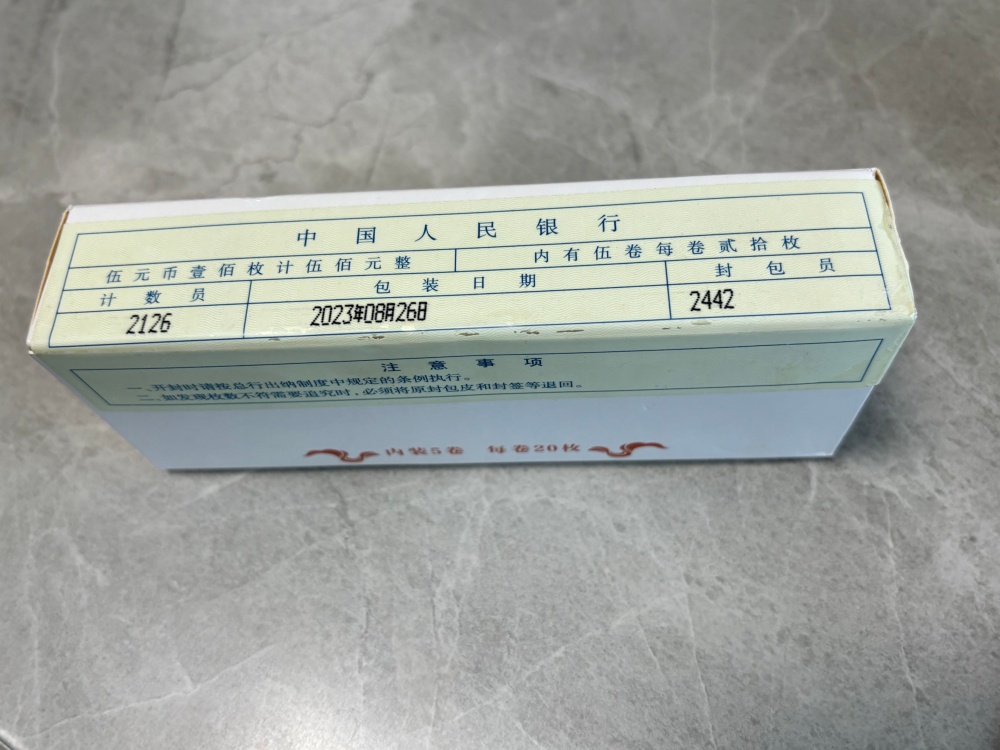 中国人民银行
伍元币壹佰枚计伍佰元整 内有伍卷每卷贰拾枚
计数员 包装日期 封包员
2126 2023年08月26日 2442
注意事项
一、开封时请按总行出纳制度中规定的条例执行。
二、如发现枚数不符需要追究时，必须将原封包皮和封签等退回。
内装5卷 每卷20枚